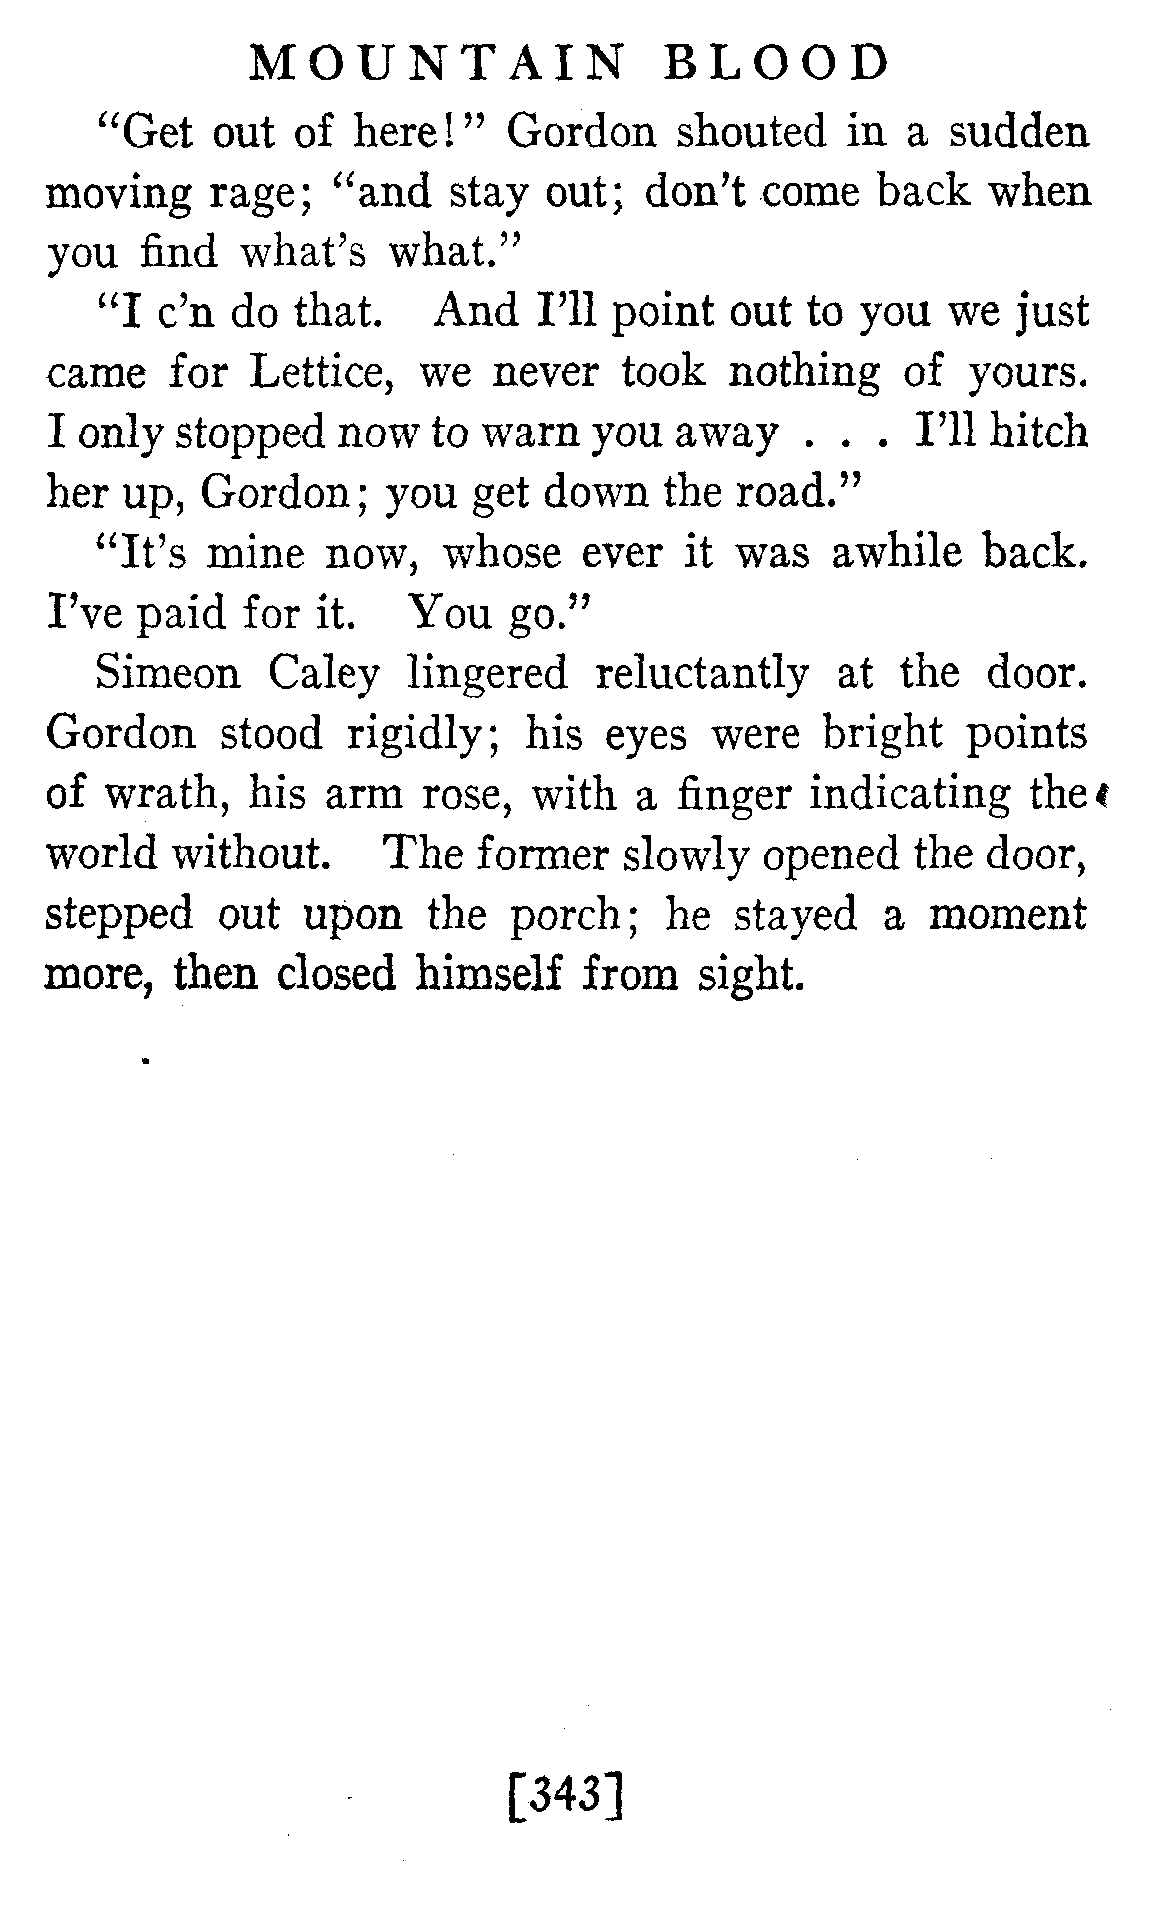 MOUNTAIN BLOOD
"Get out of here!" Gordon shouted in a sudden
moving rage; "and stay out; don't come back when
you find what's what."
"I c'n do that. And I'll point out to you we just
came for Lettice, we never took nothing of yours.
I only stopped now to warn you away . . . I'll hitch
her up, Gordon; you get down the road."
"It's mine now, whose ever it was awhile back.
I've paid for it. You go."
Simeon Caley lingered reluctantly at the door.
Gordon stood rigidly; his eyes were bright points
of wrath, his arm rose, with a finger indicating the
world without. The former slowly opened the door,
stepped out upon the porch; he stayed a moment
more, then closed himself from sight.
[343]